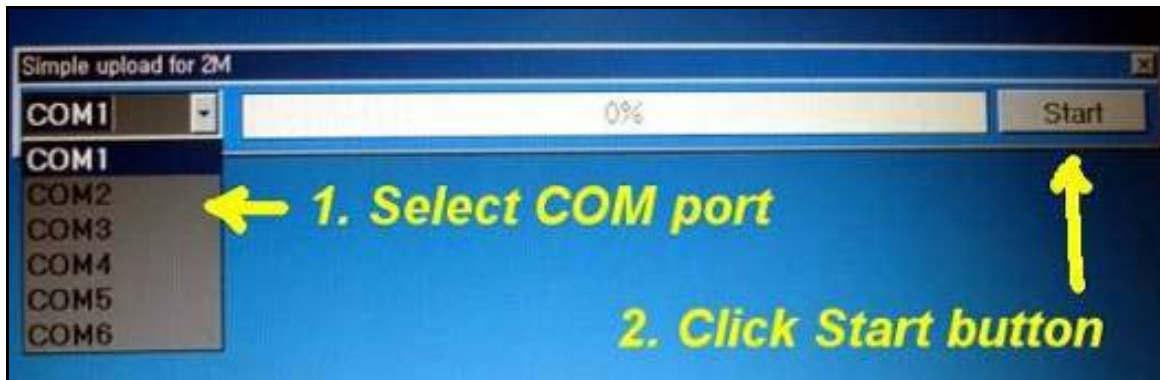 Simple upload for 2M
COM1 0% Start
COM1
COM2
COM3
COM4
COM5
COM6
1. Select COM port
2. Click Start button